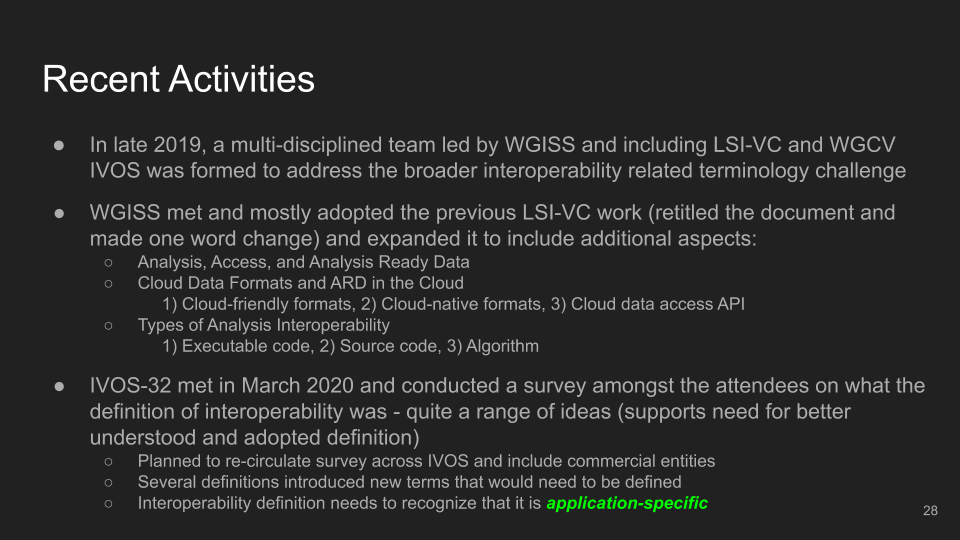 Recent Activities
● In late 2019, a multi-disciplined team led by WGISS and including LSI-VC and WGCV
IVOS was formed to address the broader interoperability related terminology challenge
● WGISS met and mostly adopted the previous LSI-VC work (retitled the document and
made one word change) and expanded it to include additional aspects:
○ Analysis, Access, and Analysis Ready Data
○ Cloud Data Formats and ARD in the Cloud
1) Cloud-friendly formats, 2) Cloud-native formats, 3) Cloud data access API
○ Types of Analysis Interoperability
1) Executable code, 2) Source code, 3) Algorithm
● IVOS-32 met in March 2020 and conducted a survey amongst the attendees on what the
definition of interoperability was - quite a range of ideas (supports need for better
understood and adopted definition)
○ Planned to re-circulate survey across IVOS and include commercial entities
○ Several definitions introduced new terms that would need to be defined
○ Interoperability definition needs to recognize that it is application-specific
28